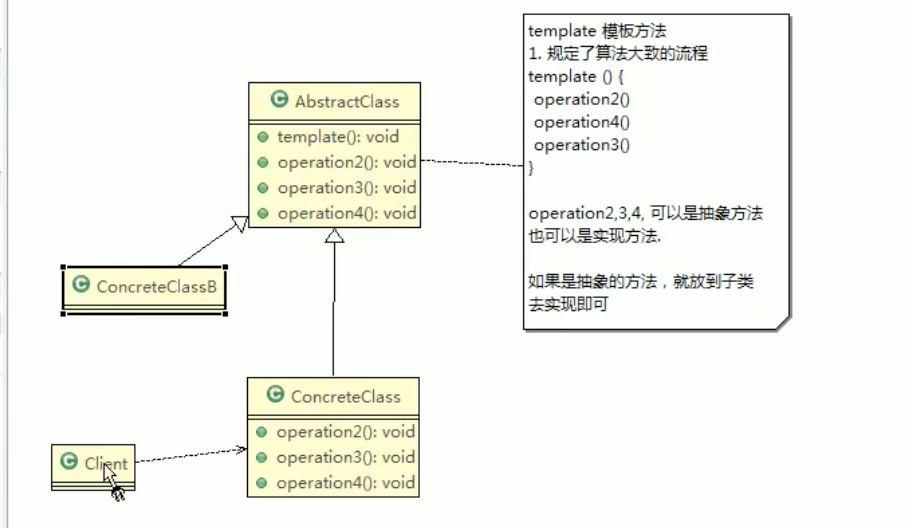 AbstractClass
template(): void
operation2(): void
operation3(): void
operation4(): void
template 模板方法
1. 规定了算法大致的流程
template () {
operation2()
operation4()
operation3()
}
operation2,3,4, 可以是抽象方法
也可以是实现方法.
如果是抽象的方法，就放到子类
去实现即可
ConcreteClassB
ConcreteClass
operation2(): void
operation3(): void
operation4(): void
Client